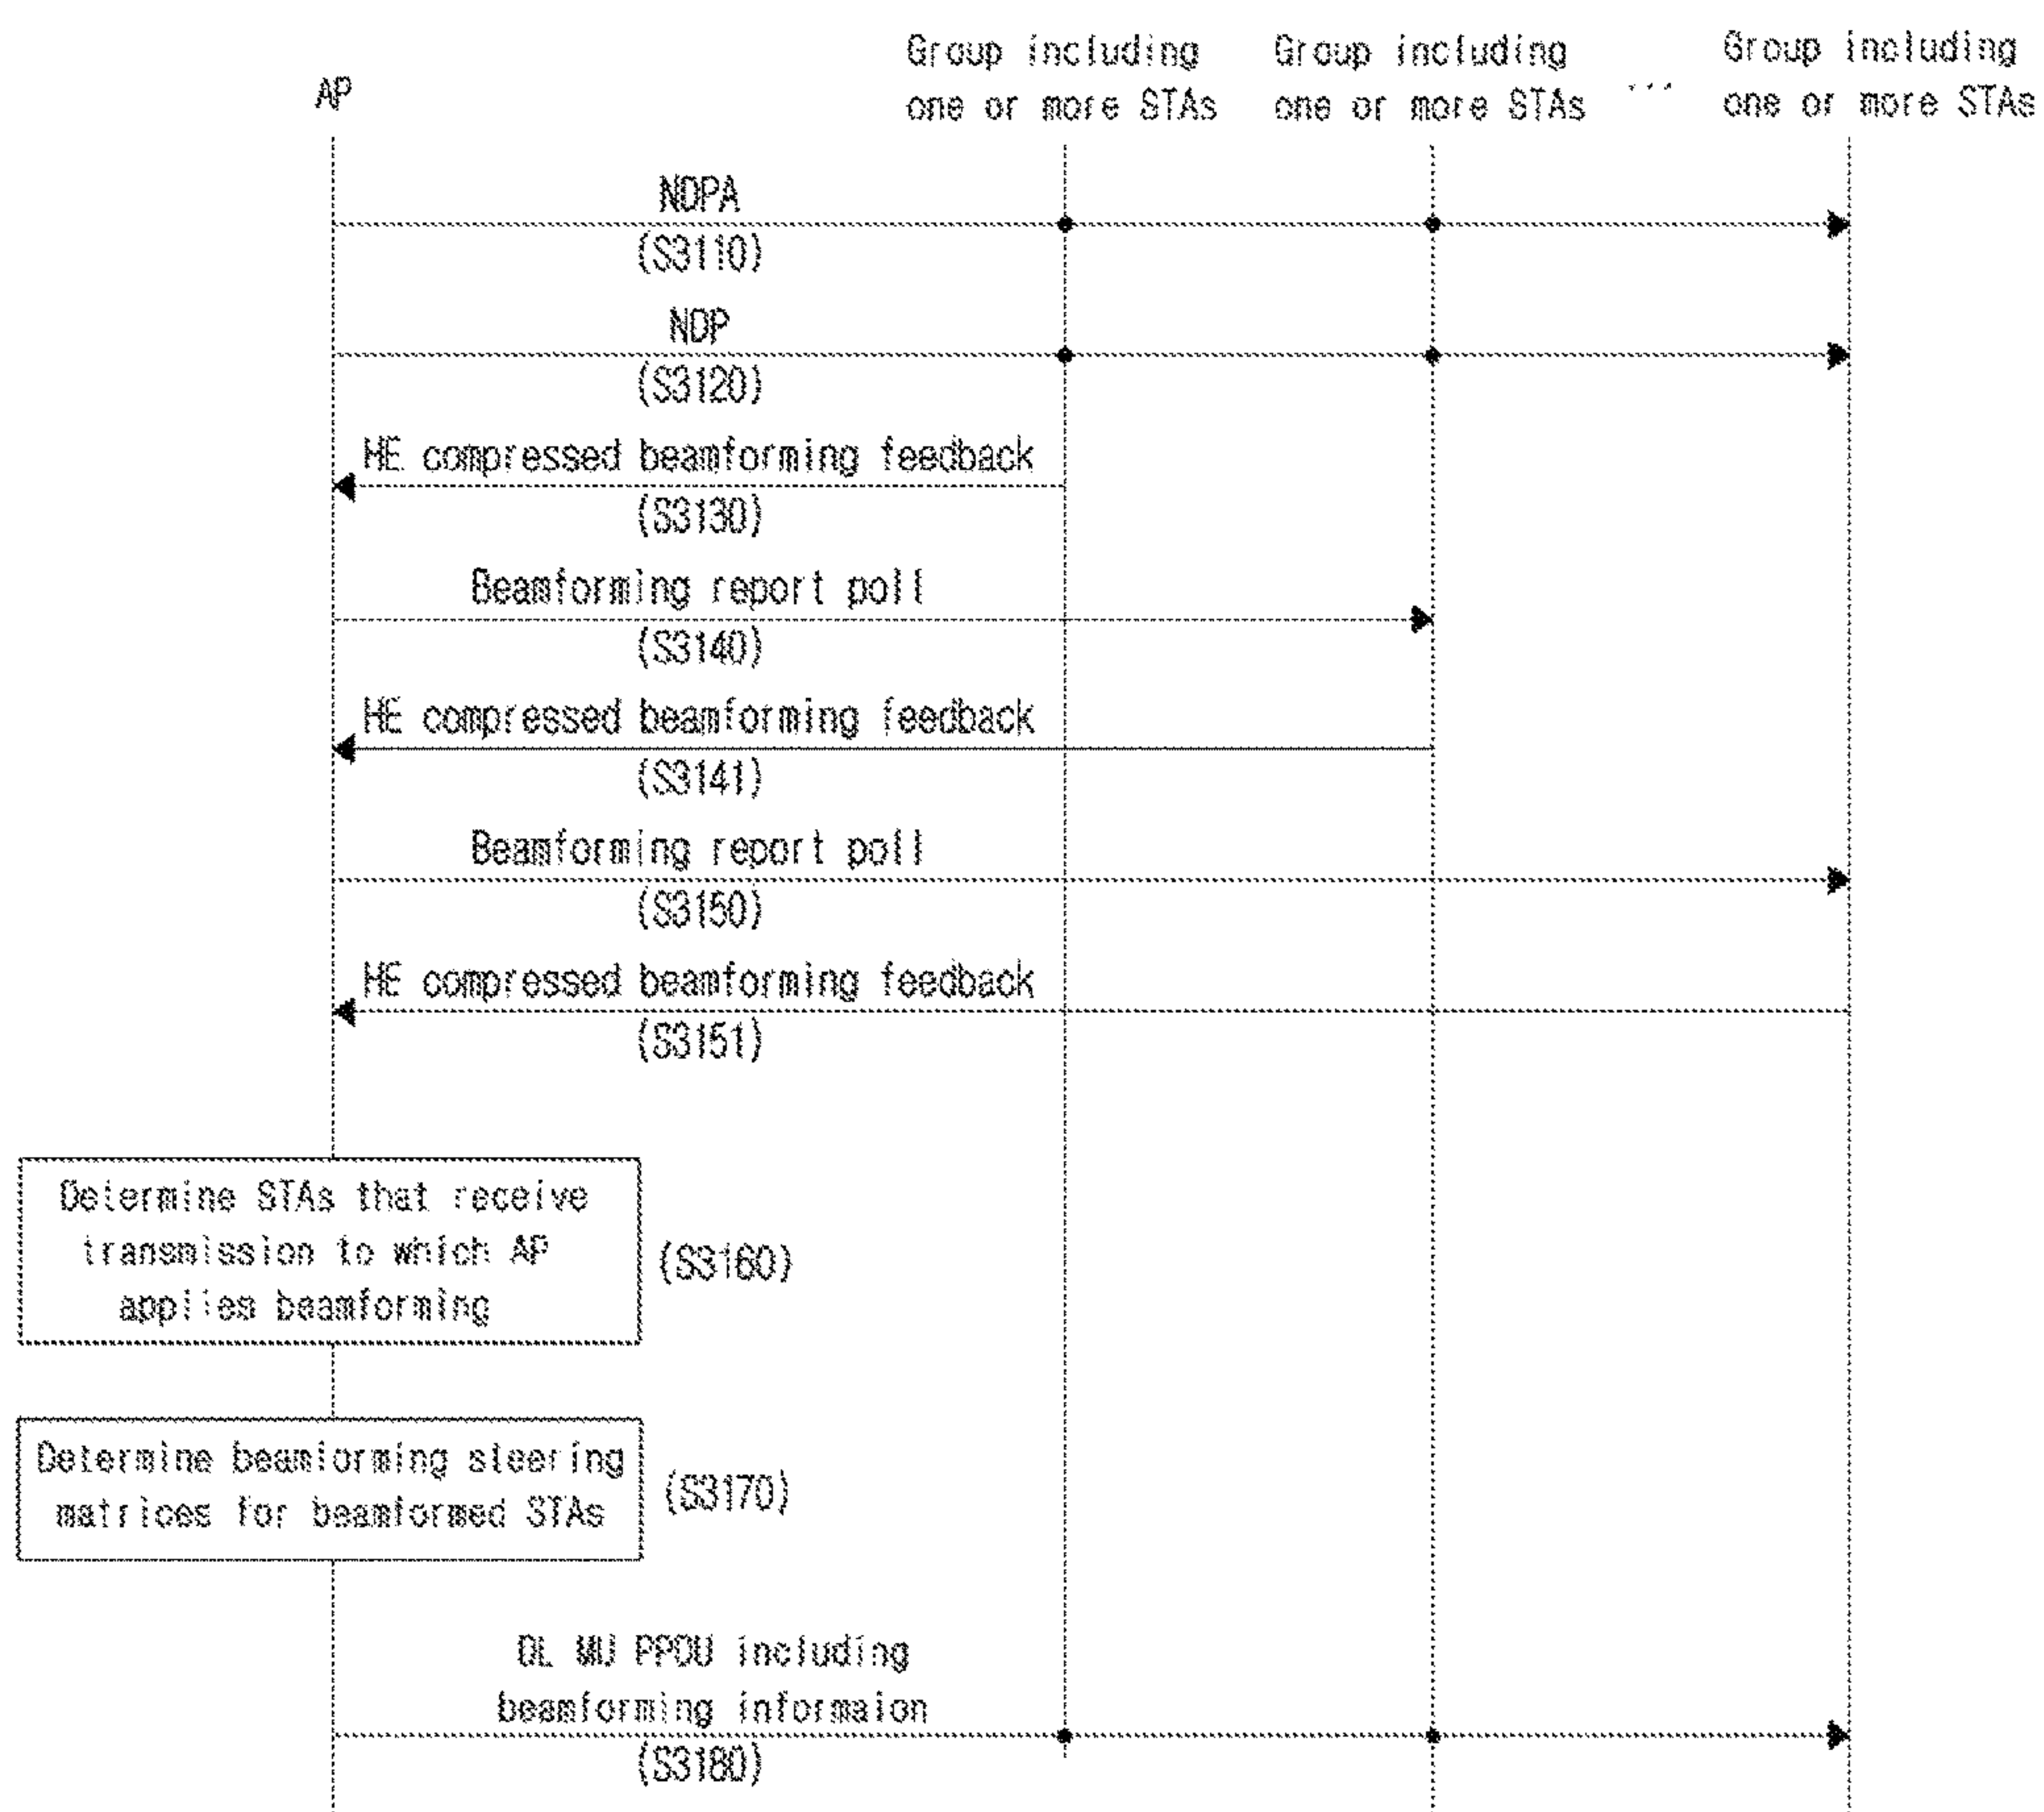 AP
Group including
one or more STAs
Group including
one or more STAs
...
Group including
one or more STAs
NDPA
(S3110)
NDP
(S3120)
HE compressed beamforming feedback
(S3130)
Beamforming report poll
(S3140)
HE compressed beamforming feedback
(S3141)
Beamforming report poll
(S3150)
HE compressed beamforming feedback
(S3151)
Determine STAs that receive
transmission to which AP
applies beamforming
(S3160)
Determine beamforming steering
matrices for beamformed STAs
(S3170)
DL MU PPDU including
beamforming informaion
(S3180)